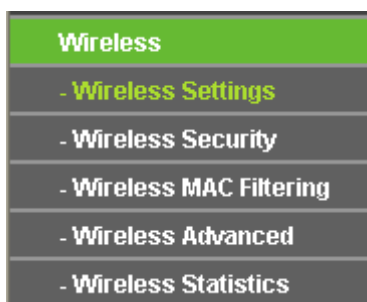 Wireless
- Wireless Settings
- Wireless Security
- Wireless MAC Filtering
- Wireless Advanced
- Wireless Statistics